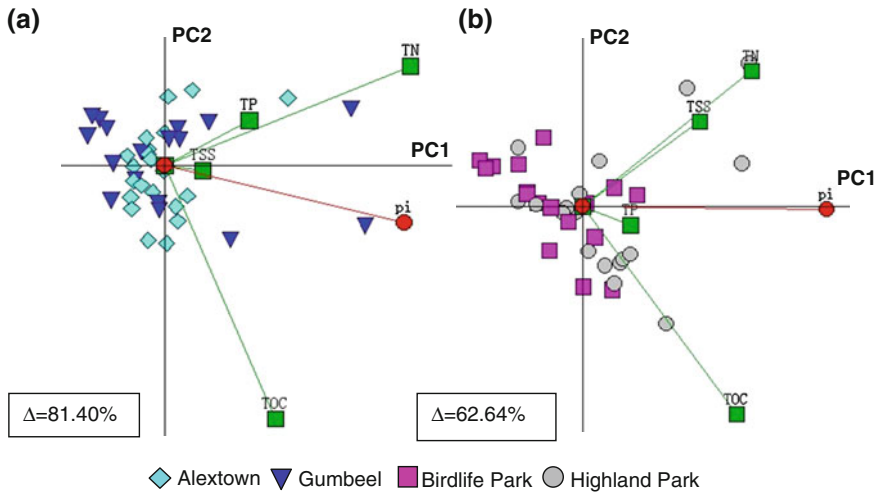 (a)
PC2
TN
TP
TSS
PC1
pi
TOC
Δ=81.40%
(b)
PC2
TN
TSS
PC1
pi
TP
TOC
Δ=62.64%
Alextown Gumbeel Birdlife Park Highland Park